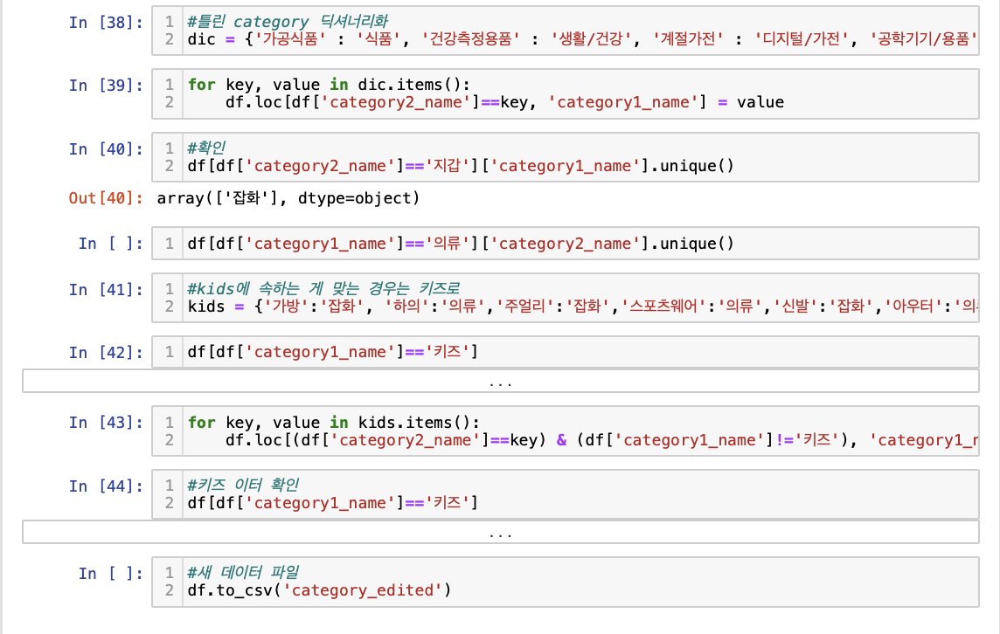 In [38]:
1 #틀린 category 딕셔너리화
2 dic = {'가공식품' : '식품', '건강측정용품' : '생활/건강', '계절가전' : '디지털/가전', '공학기기/용품'
In [39]:
1 for key, value in dic.items():
2     df.loc[df['category2_name']==key, 'category1_name'] = value
In [40]:
1 #확인
2 df[df['category2_name']=='지갑']['category1_name'].unique()
Out[40]: array(['잡화'], dtype=object)
In [ ]:
1 df[df['category1_name']=='의류']['category2_name'].unique()
In [41]:
1 #kids에 속하는 게 맞는 경우는 키즈로
2 kids = {'가방':'잡화', '하의':'의류','주얼리':'잡화','스포츠웨어':'의류','신발':'잡화','아우터':'의
In [42]:
1 df[df['category1_name']=='키즈']
...
In [43]:
1 for key, value in kids.items():
2     df.loc[(df['category2_name']==key) & (df['category1_name']!='키즈'), 'category1_
In [44]:
1 #키즈 이터 확인
2 df[df['category1_name']=='키즈']
...
In [ ]:
1 #새 데이터 파일
2 df.to_csv('category_edited')